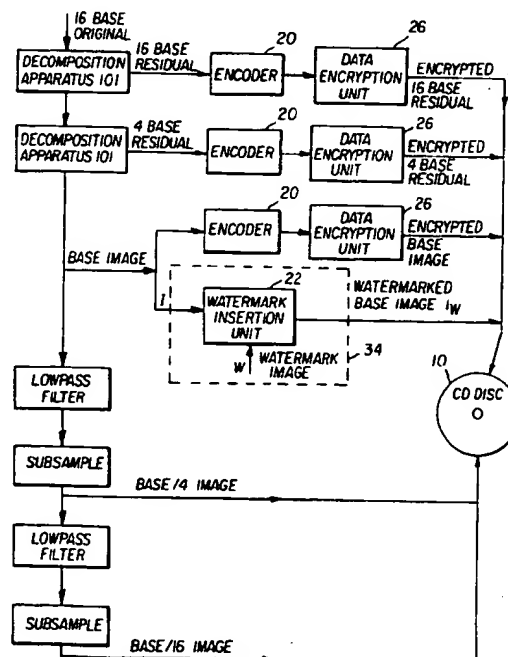 16 BASE
ORIGINAL
DECOMPOSITION
APPARATUS 101
16 BASE
RESIDUAL
20
ENCODER
26
DATA
ENCRYPTION
UNIT
ENCRYPTED
16 BASE
RESIDUAL
DECOMPOSITION
APPARATUS 101
4 BASE
RESIDUAL
20
ENCODER
26
DATA
ENCRYPTION
UNIT
ENCRYPTED
4 BASE
RESIDUAL
20
ENCODER
26
DATA
ENCRYPTION
UNIT
ENCRYPTED
BASE
IMAGE
BASE IMAGE
I
22
WATERMARK
INSERTION
UNIT
WATERMARKED
BASE IMAGE IW
W
WATERMARK
IMAGE
34
10
CD DISC
LOWPASS
FILTER
SUBSAMPLE
BASE/4 IMAGE
LOWPASS
FILTER
SUBSAMPLE
BASE/16 IMAGE